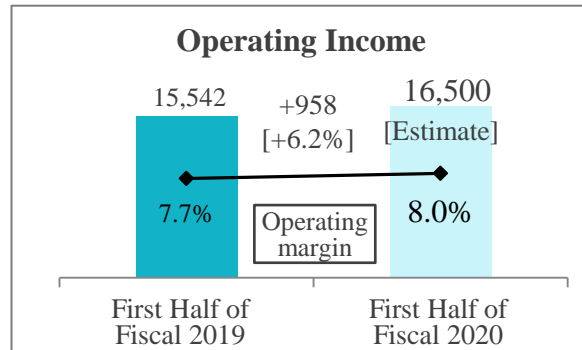 Operating Income
15,542
+958
[+6.2%]
16,500
[Estimate]
7.7%
Operating
margin
8.0%
First Half of
Fiscal 2019
First Half of
Fiscal 2020